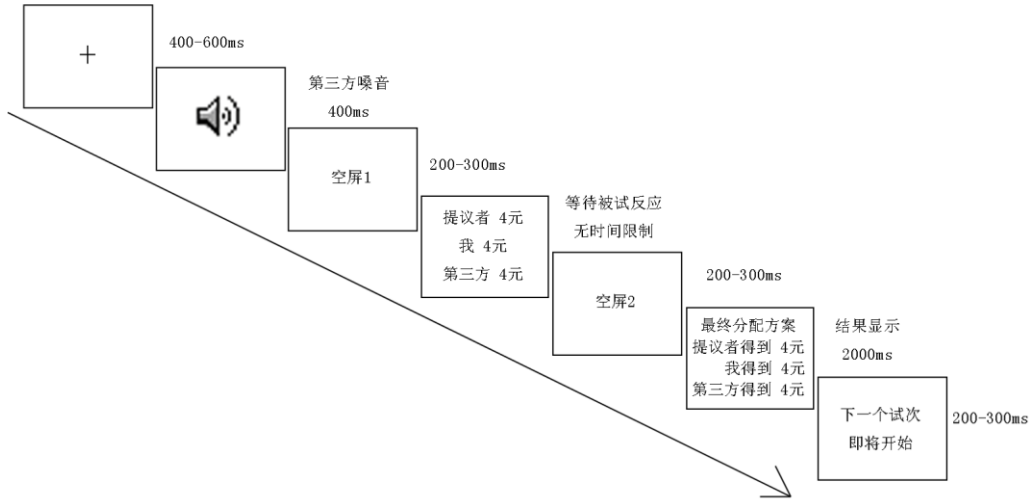 +
400-600ms
第三方嗓音
400ms
空屏1
200-300ms
提议者 4元
我 4元
第三方 4元
等待被试反应
无时间限制
空屏2
200-300ms
最终分配方案
提议者得到 4元
我得到 4元
第三方得到 4元
结果显示
2000ms
下一个试次
即将开始
200-300ms